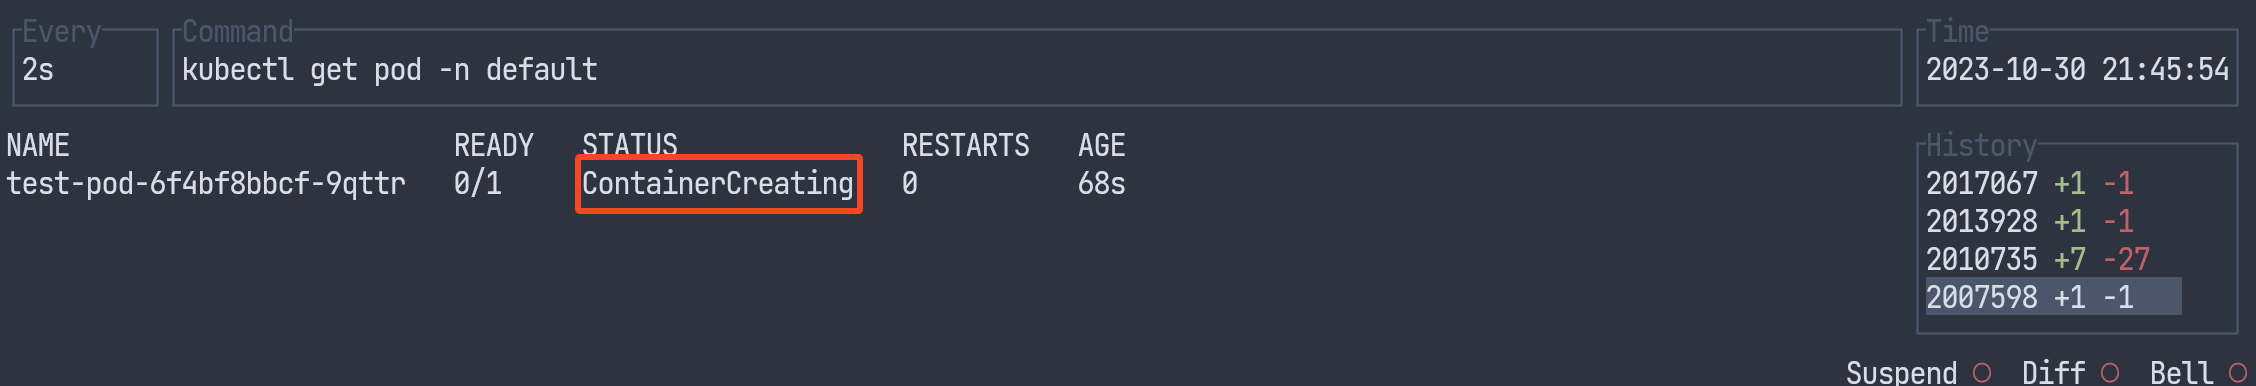 Every Command Time
2s kubectl get pod -n default 2023-10-30 21:45:54
NAME READY STATUS RESTARTS AGE
test-pod-6f4bf8bbcf-9qttr 0/1 ContainerCreating 0 68s
History
2017067 +1 -1
2013928 +1 -1
2010735 +7 -27
2007598 +1 -1
Suspend Diff Bell